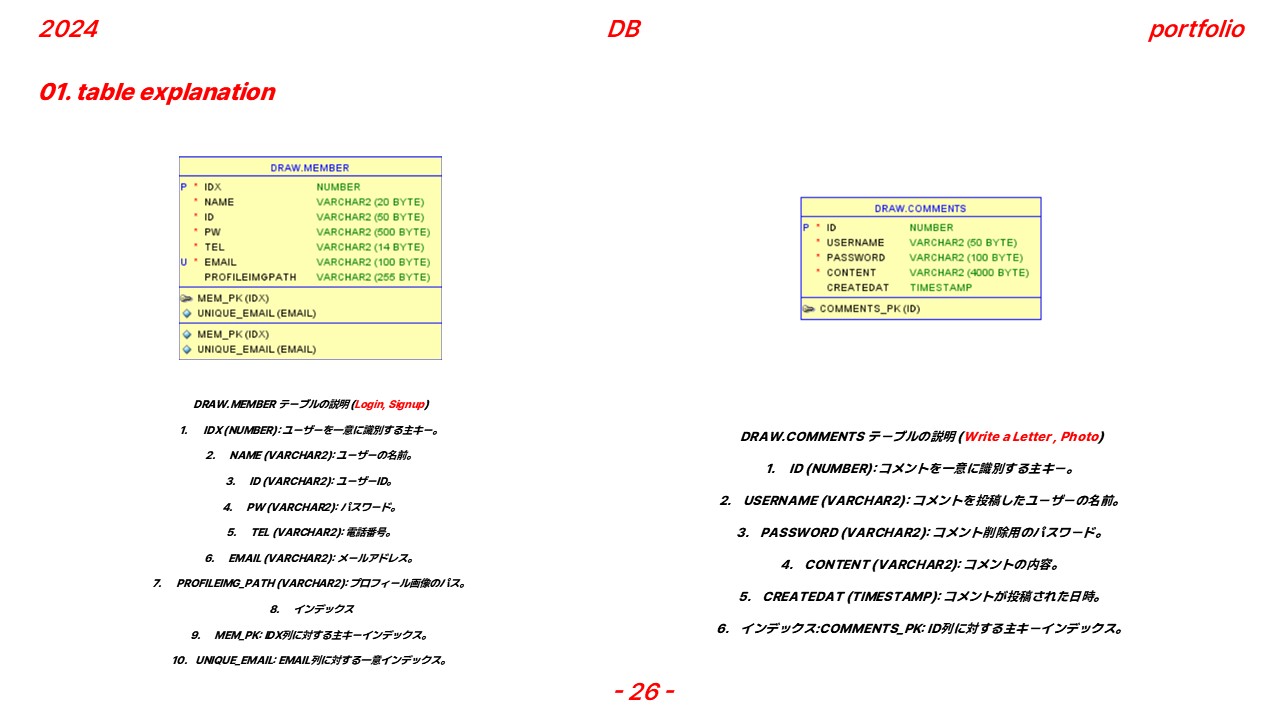 2024 DB portfolio
01. table explanation
DRAW.MEMBER
P * IDX NUMBER
* NAME VARCHAR2 (20 BYTE)
* ID VARCHAR2 (50 BYTE)
* PW VARCHAR2 (500 BYTE)
* TEL VARCHAR2 (14 BYTE)
U * EMAIL VARCHAR2 (100 BYTE)
PROFILEIMGPATH VARCHAR2 (255 BYTE)
MEM_PK (IDX)
UNIQUE_EMAIL (EMAIL)
MEM_PK (IDX)
UNIQUE_EMAIL (EMAIL)
DRAW.MEMBER テーブルの説明 (Login, Signup)
1. IDX (NUMBER): ユーザーを一意に識別する主キー。
2. NAME (VARCHAR2): ユーザーの名前。
3. ID (VARCHAR2): ユーザーID。
4. PW (VARCHAR2): パスワード。
5. TEL (VARCHAR2): 電話番号。
6. EMAIL (VARCHAR2): メールアドレス。
7. PROFILEIMG_PATH (VARCHAR2): プロフィール画像のパス。
8. インデックス
9. MEM_PK: IDX列に対する主キーインデックス。
10. UNIQUE_EMAIL: EMAIL列に対する一意インデックス。
DRAW.COMMENTS
P * ID NUMBER
* USERNAME VARCHAR2 (50 BYTE)
* PASSWORD VARCHAR2 (100 BYTE)
* CONTENT VARCHAR2 (4000 BYTE)
CREATEDAT TIMESTAMP
COMMENTS_PK (ID)
DRAW.COMMENTS テーブルの説明 (Write a Letter , Photo)
1. ID (NUMBER): コメントを一意に識別する主キー。
2. USERNAME (VARCHAR2): コメントを投稿したユーザーの名前。
3. PASSWORD (VARCHAR2): コメント削除用のパスワード。
4. CONTENT (VARCHAR2): コメントの内容。
5. CREATEDAT (TIMESTAMP): コメントが投稿された日時。
6. インデックス:COMMENTS_PK: ID列に対する主キーインデックス。
- 26 -